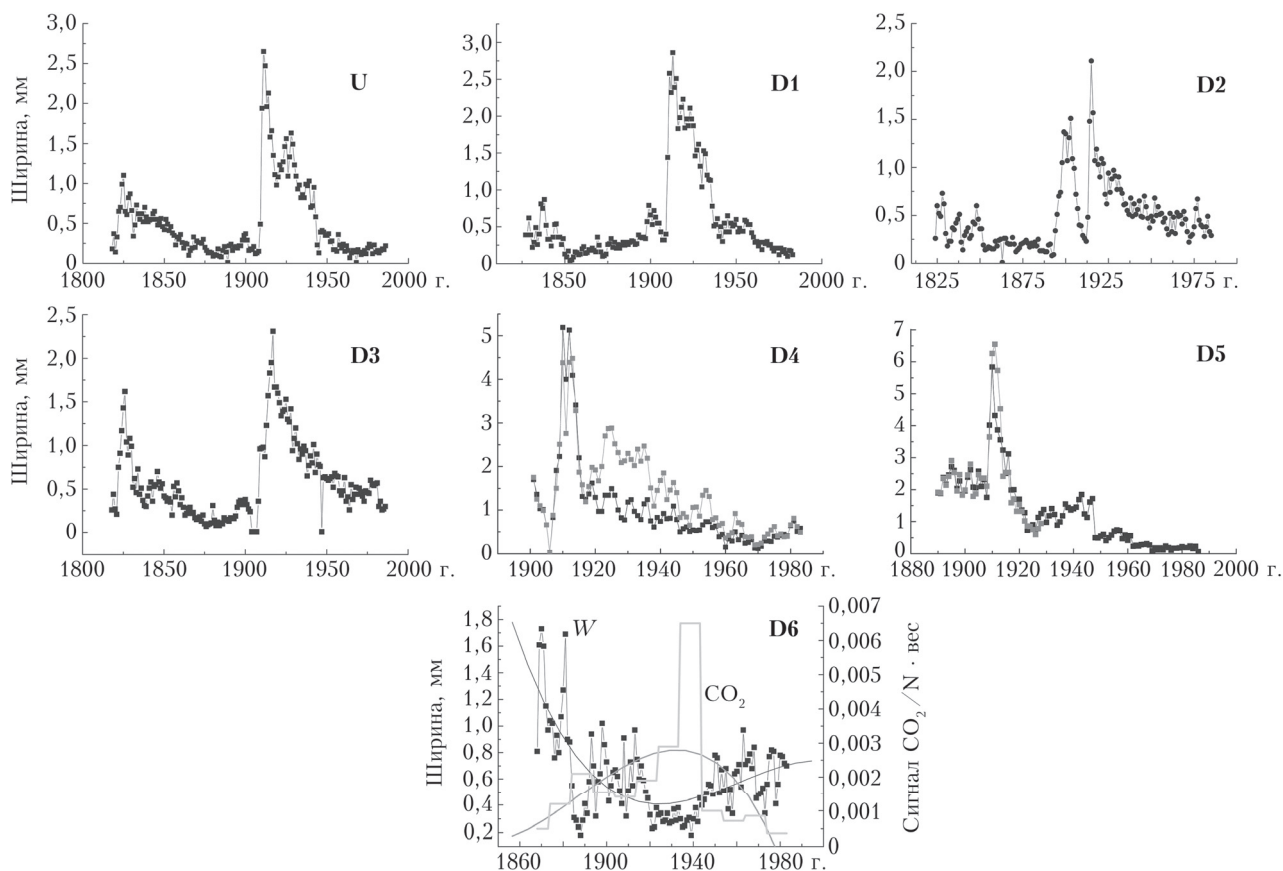 3,0
2,5
2,0
1,5
1,0
0,5
0
Ширина, мм
U
1800 1850 1900 1950 2000 г.
3,0
2,5
2,0
1,5
1,0
0,5
0
D1
1850 1900 1950 2000 г.
2,5
2,0
1,5
1,0
0,5
0
D2
1825 1875 1925 1975 г.
2,5
2,0
1,5
1,0
0,5
0
Ширина, мм
D3
1800 1850 1900 1950 2000 г.
5
4
3
2
1
0
D4
1900 1920 1940 1960 1980 г.
7
6
5
4
3
2
1
0
D5
1880 1900 1920 1940 1960 1980 2000 г.
1,8
1,6
1,4
1,2
1,0
0,8
0,6
0,4
0,2
Ширина, мм
W
D6
CO2
0,007
0,006
0,005
0,004
0,003
0,002
0,001
0
Сигнал CO2/N · вес
1860 1900 1940 1980 г.